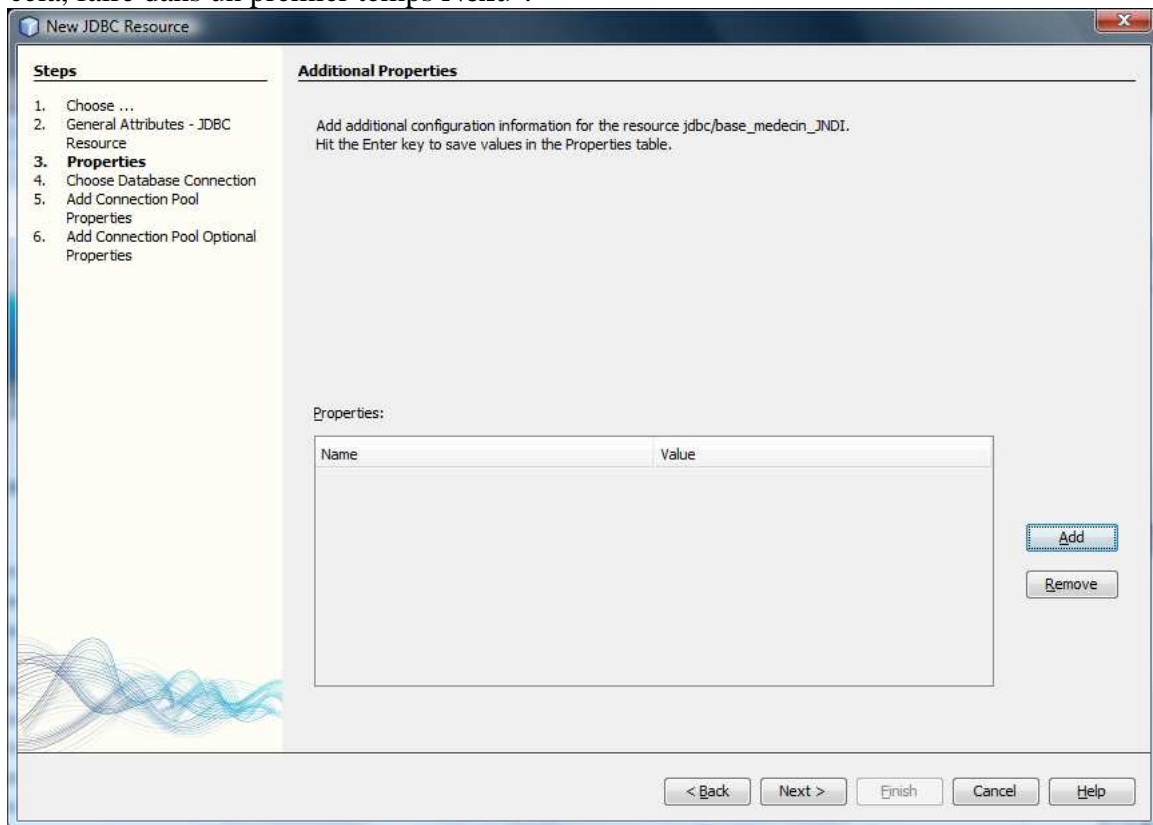 New JDBC Resource
Steps
1. Choose ...
2. General Attributes - JDBC
Resource
3. Properties
4. Choose Database Connection
5. Add Connection Pool
Properties
6. Add Connection Pool Optional
Properties
Additional Properties
Add additional configuration information for the resource jdbc/base_medecin_JNDI.
Hit the Enter key to save values in the Properties table.
Properties:
Name Value
Add
Remove
< Back Next > Finish Cancel Help